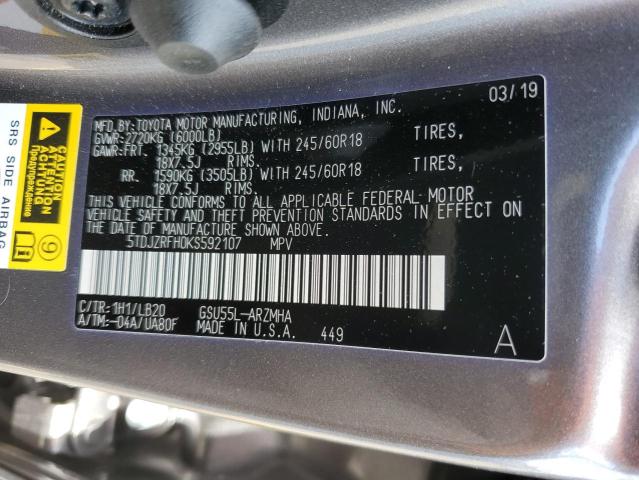 MFD.BY:TOYOTA MOTOR MANUFACTURING, INDIANA, INC. 03/19
GVWR:2720KG (6000LB)
GAWR:FRT. 1345KG (2955LB) WITH 245/60R18 TIRES,
18X7.5J RIMS.
RR. 1590KG (3505LB) WITH 245/60R18 TIRES,
18X7.5J RIMS.
THIS VEHICLE CONFORMS TO ALL APPLICABLE FEDERAL MOTOR
VEHICLE SAFETY AND THEFT PREVENTION STANDARDS IN EFFECT ON
THE DATE OF MANUFACTURE SHOWN ABOVE.
5TDJZRFH0KS592107 MPV
C/TR:1H1/LB20 GSU55L-ARZMHA
A/TM:-04A/UA80F MADE IN U.S.A. 449 A
SRS SIDE AIRBAG
ATTENTION
ACHTUNG
Предупреждение
9